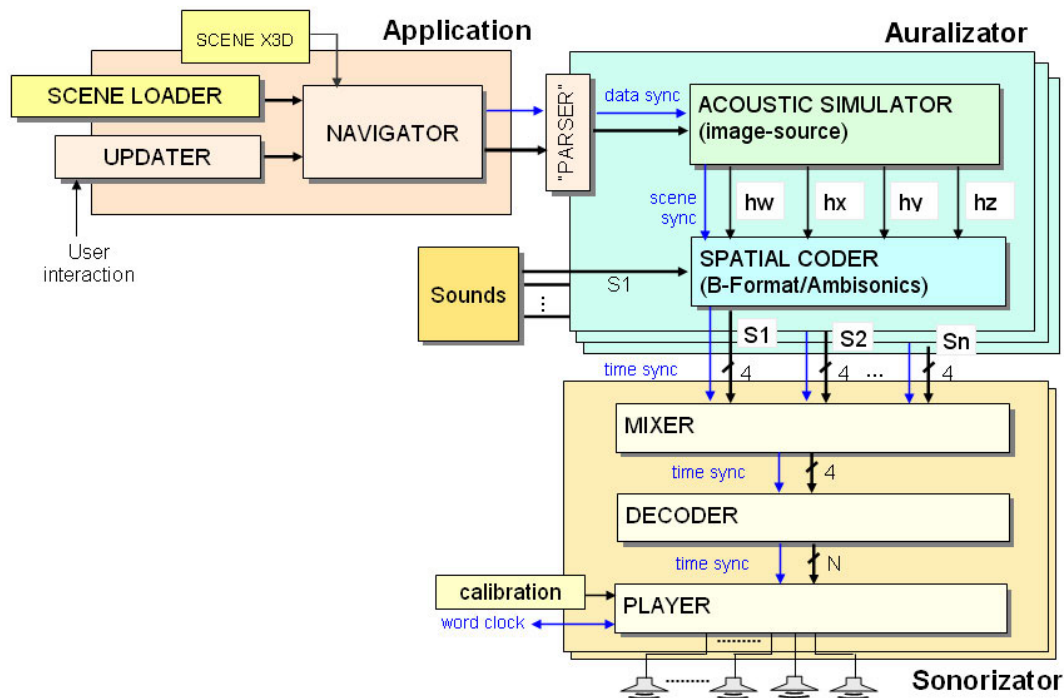 Application
Auralizator
SCENE X3D
SCENE LOADER
UPDATER
NAVIGATOR
"PARSER"
User
interaction
data sync
ACOUSTIC SIMULATOR
(image-source)
scene
sync
hw
hx
hy
hz
Sounds
S1
⋮
SPATIAL CODER
(B-Format/Ambisonics)
S1
S2
Sn
time sync
4
4
...
4
MIXER
time sync
4
DECODER
time sync
N
calibration
word clock
PLAYER
.........
.........
Sonorizator